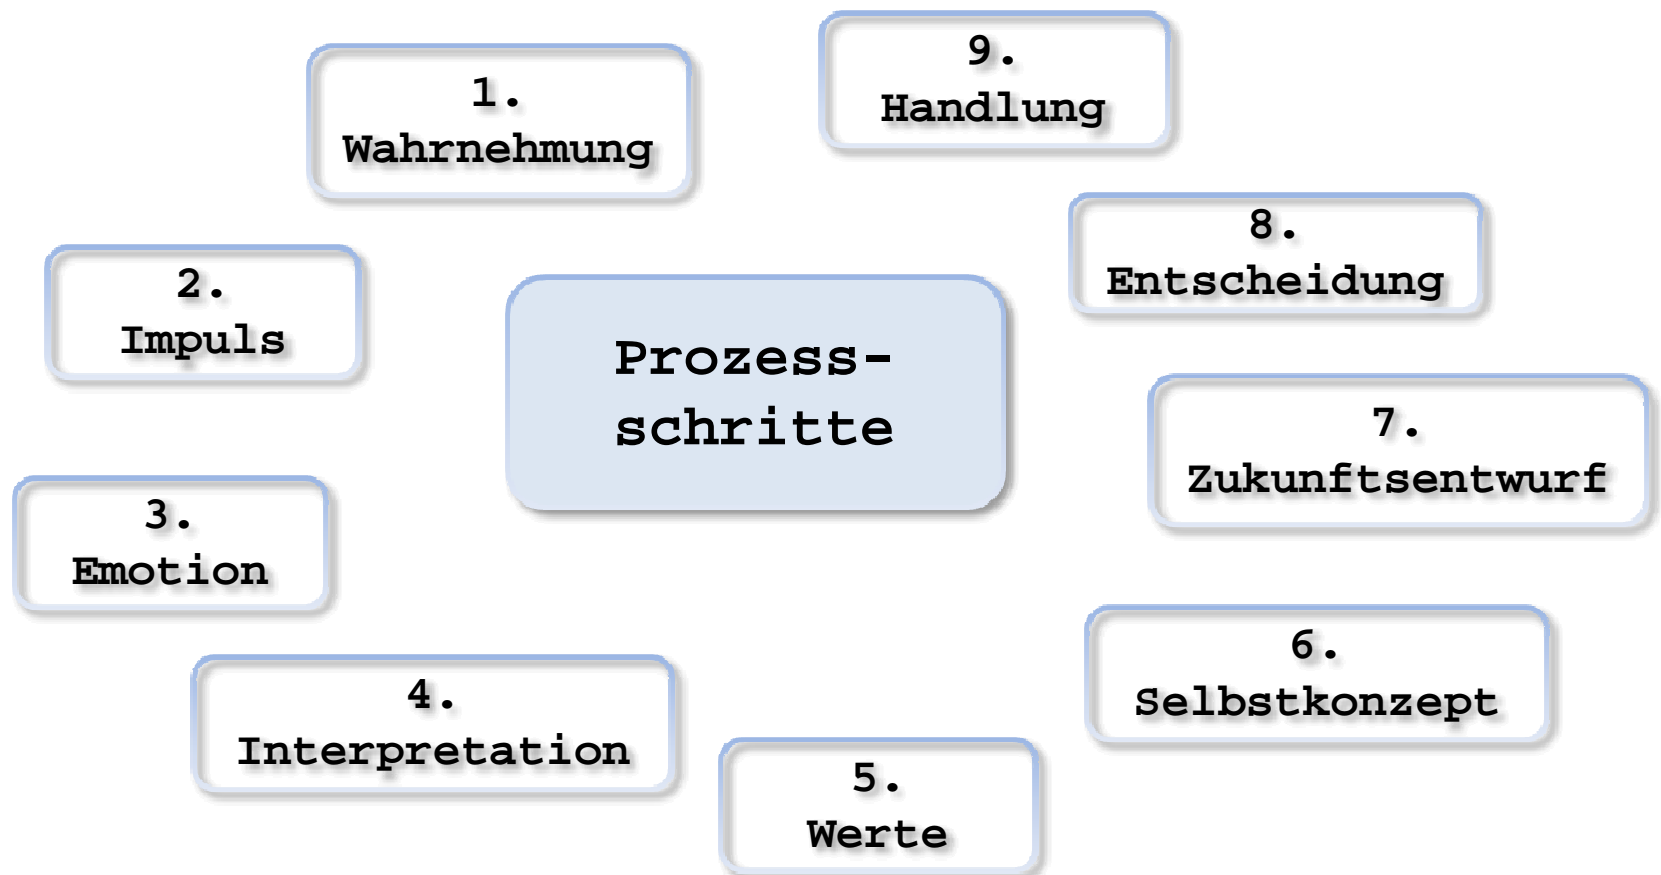 Prozess-
schritte
1.
Wahrnehmung
2.
Impuls
3.
Emotion
4.
Interpretation
5.
Werte
6.
Selbstkonzept
7.
Zukunftsentwurf
8.
Entscheidung
9.
Handlung